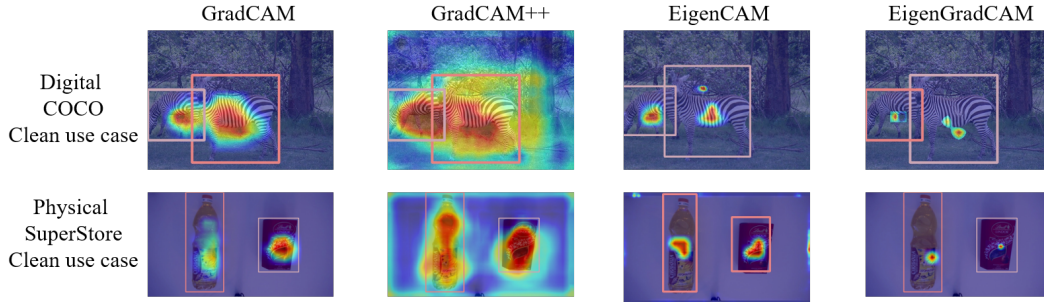 GradCAM GradCAM++ EigenCAM EigenGradCAM
Digital
COCO
Clean use case
Physical
SuperStore
Clean use case